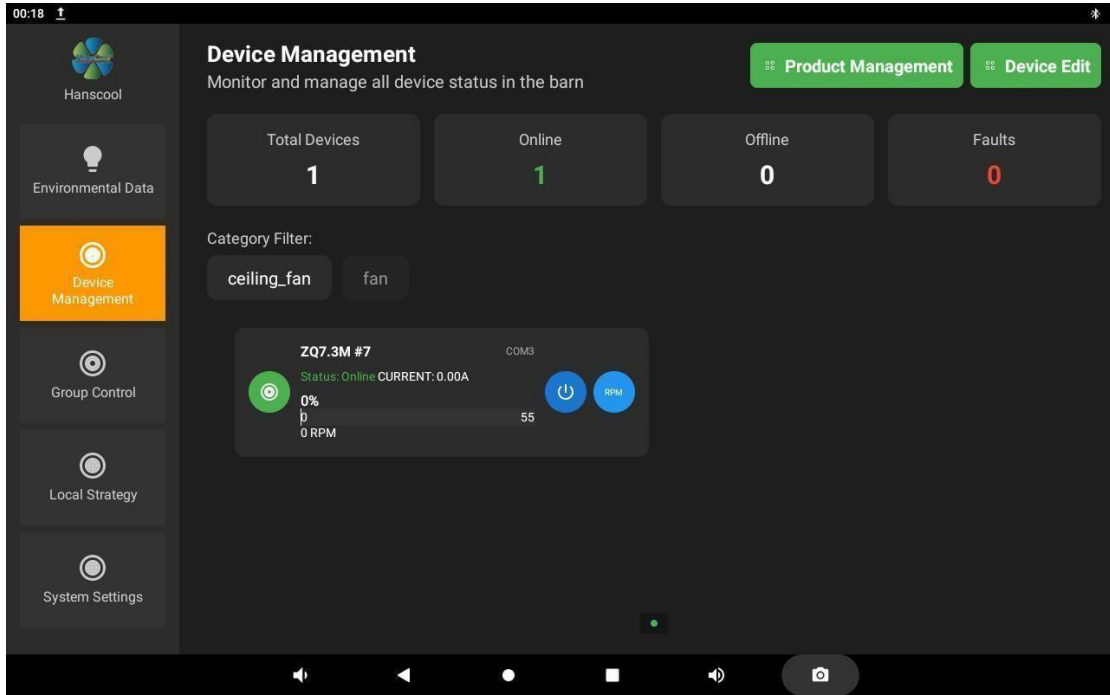 00:18
Hanscool
Environmental Data
Device
Management
Group Control
Local Strategy
System Settings
Device Management
Monitor and manage all device status in the barn
Product Management
Device Edit
Total Devices
1
Online
1
Offline
0
Faults
0
Category Filter:
ceiling_fan
fan
ZQ7.3M #7
COM3
Status: Online CURRENT: 0.00A
0%
0
55
0 RPM
RPM